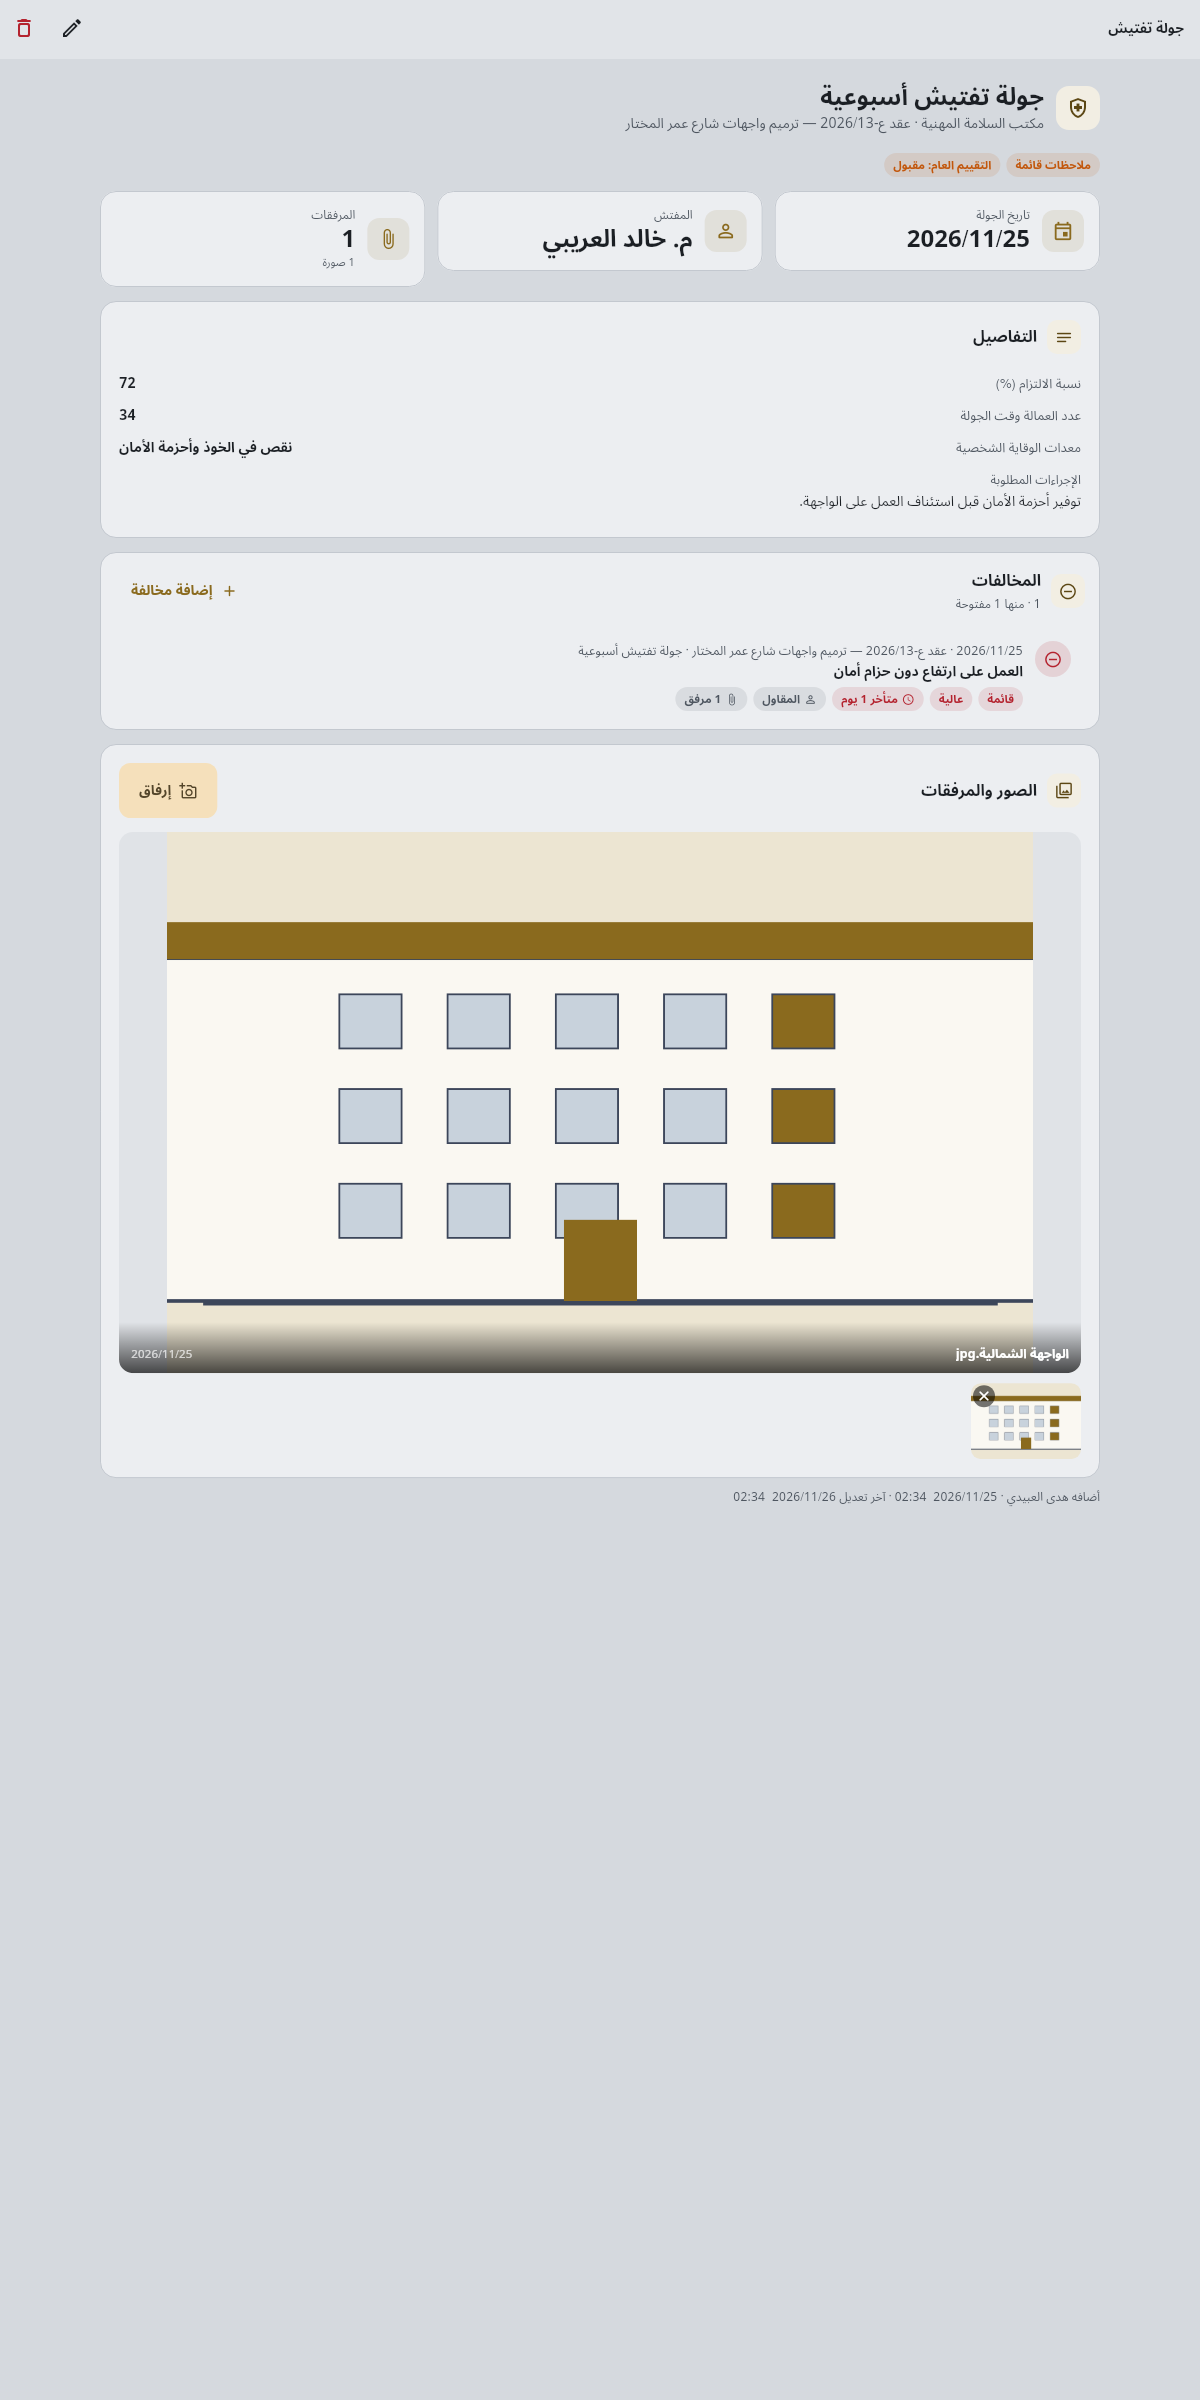 جولة تفتيش
جولة تفتيش أسبوعية
مكتب السلامة المهنية · عقد ع-2026/13 — ترميم واجهات شارع عمر المختار
ملاحظات قائمة
التقييم العام: مقبول
تاريخ الجولة
2026/11/25
المفتش
م. خالد العريبي
المرفقات
1
1 صورة
التفاصيل
نسبة الالتزام (%) 72
عدد العمالة وقت الجولة 34
معدات الوقاية الشخصية نقص في الخوذ وأحزمة الأمان
الإجراءات المطلوبة
توفير أحزمة الأمان قبل استئناف العمل على الواجهة.
المخالفات
1 · منها 1 مفتوحة
إضافة مخالفة
2026/11/25 · عقد ع-2026/13 — ترميم واجهات شارع عمر المختار · جولة تفتيش أسبوعية
العمل على ارتفاع دون حزام أمان
قائمة
عالية
متأخر 1 يوم
المقاول
1 مرفق
الصور والمرفقات
إرفاق
الواجهة الشمالية.jpg
2026/11/25
أضافه هدى العبيدي · 2026/11/25 02:34 · آخر تعديل 2026/11/26 02:34